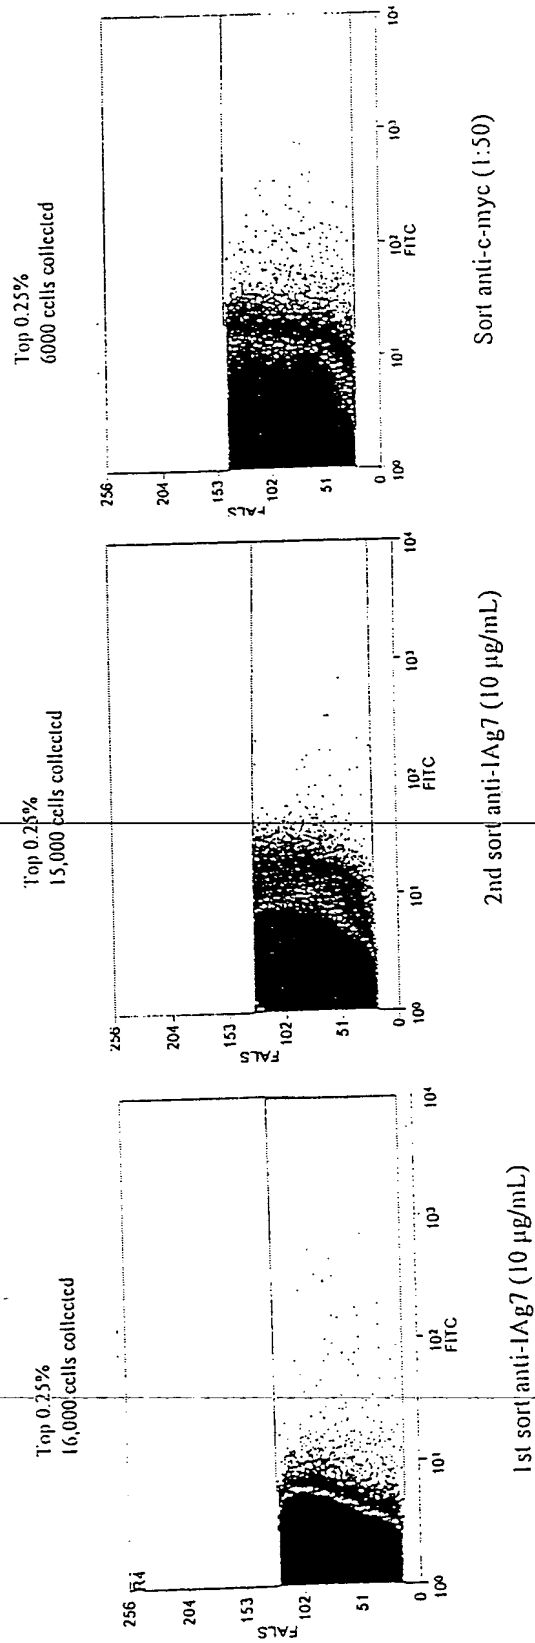 Top 0.25%
16,000 cells collected
256
R4
204
153
102
51
0
FALS
10⁰
10¹
10²
10³
10⁴
FITC
1st sort anti-IAg7 (10 µg/mL)
Top 0.25%
15,000 cells collected
256
204
153
102
51
0
FALS
10⁰
10¹
10²
10³
10⁴
FITC
2nd sort anti-IAg7 (10 µg/mL)
Top 0.25%
6000 cells collected
256
204
153
102
51
0
FALS
10⁰
10¹
10²
10³
10⁴
FITC
Sort anti-c-myc (1:50)